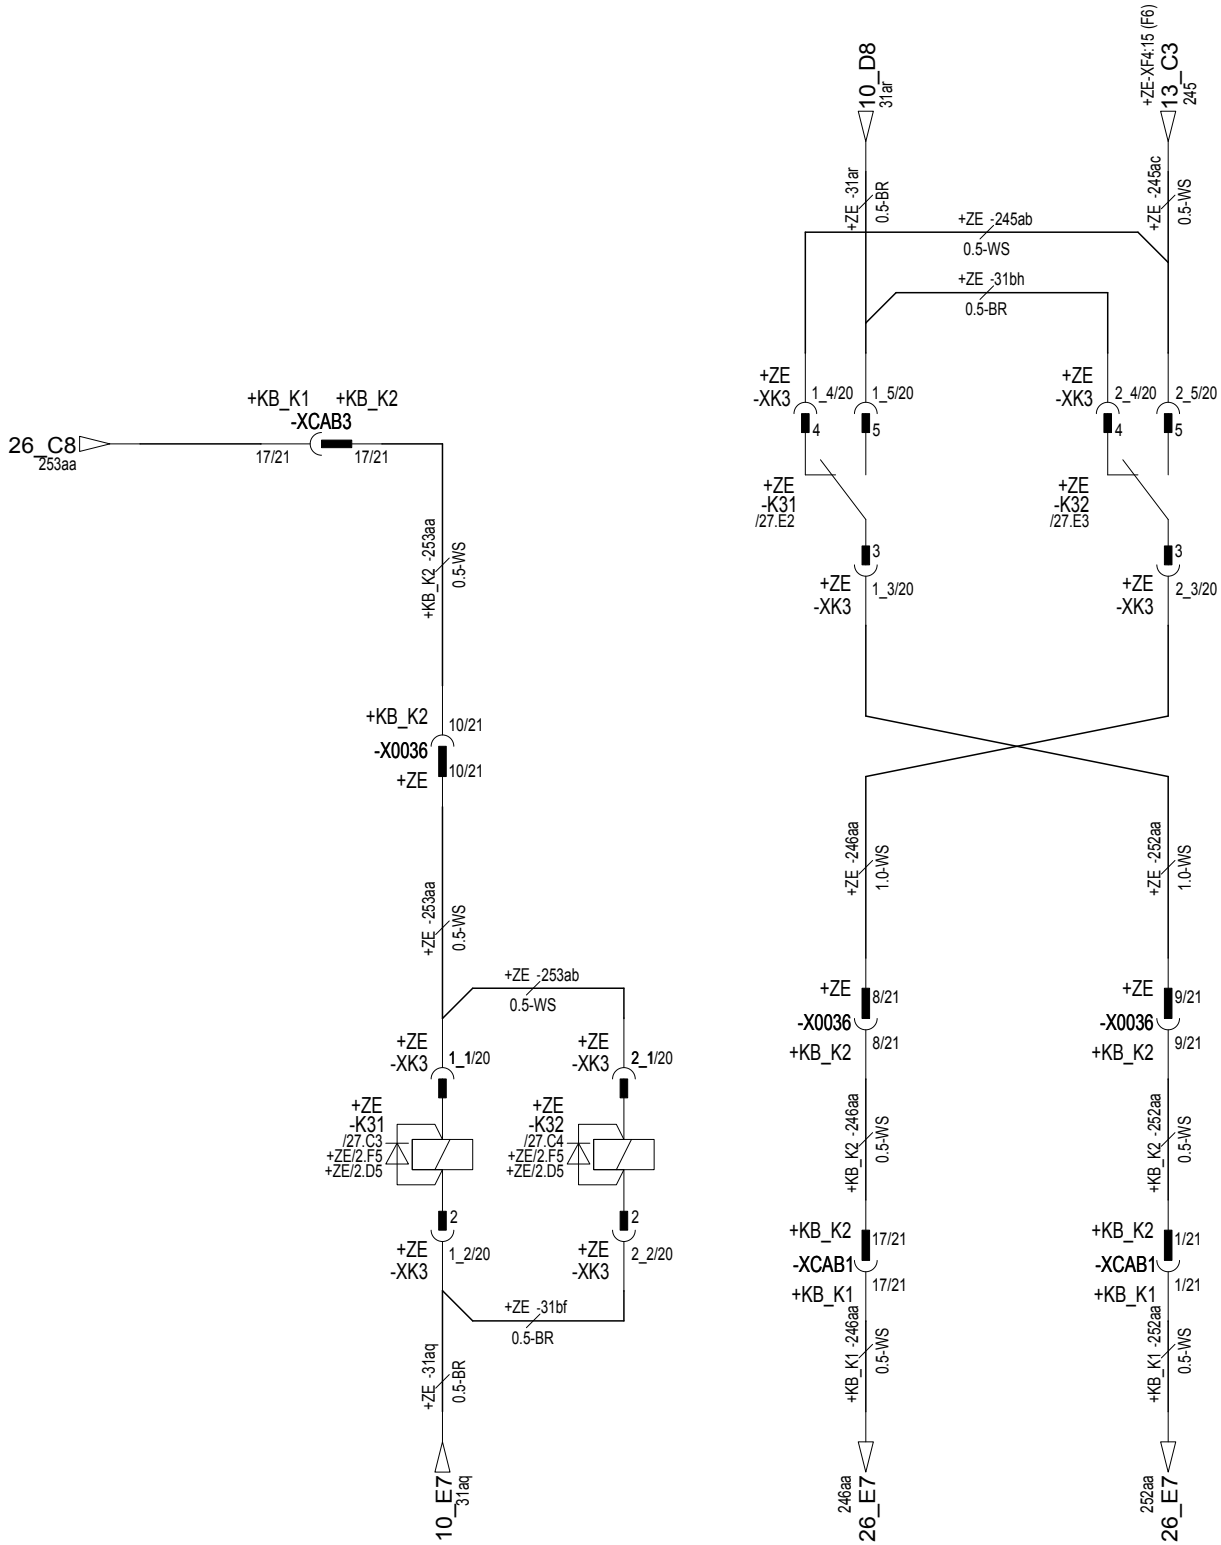 10_D8
31ar
+ZE-XF4:15 (F6)
13_C3
245
+ZE -31ar
0.5-BR
+ZE -245ac
0.5-WS
+ZE -245ab
0.5-WS
+ZE -31bh
0.5-BR
+ZE
-XK3
1_4/20
4
1_5/20
5
+ZE
-XK3
2_4/20
4
2_5/20
5
+ZE
-K31
/27.E2
+ZE
-K32
/27.E3
3
+ZE
-XK3
1_3/20
3
+ZE
-XK3
2_3/20
26_C8
253aa
+KB_K1
+KB_K2
-XCAB3
17/21
17/21
+KB_K2 -253aa
0.5-WS
+KB_K2
10/21
-X0036
+ZE
10/21
+ZE -253aa
0.5-WS
+ZE -253ab
0.5-WS
+ZE
-XK3
1_1/20
+ZE
-XK3
2_1/20
+ZE
-K31
/27.C3
+ZE/2.F5
+ZE/2.D5
+ZE
-K32
/27.C4
+ZE/2.F5
+ZE/2.D5
2
+ZE
-XK3
1_2/20
2
+ZE
-XK3
2_2/20
+ZE -31bf
0.5-BR
+ZE -31aq
0.5-BR
10_E7
31aq
+ZE -246aa
1.0-WS
+ZE -252aa
1.0-WS
+ZE
8/21
-X0036
8/21
+KB_K2
+ZE
9/21
-X0036
9/21
+KB_K2
+KB_K2 -246aa
0.5-WS
+KB_K2 -252aa
0.5-WS
+KB_K2
17/21
-XCAB1
17/21
+KB_K1
+KB_K2
1/21
-XCAB1
1/21
+KB_K1
+KB_K1 -246aa
0.5-WS
+KB_K1 -252aa
0.5-WS
246aa
26_E7
252aa
26_E7